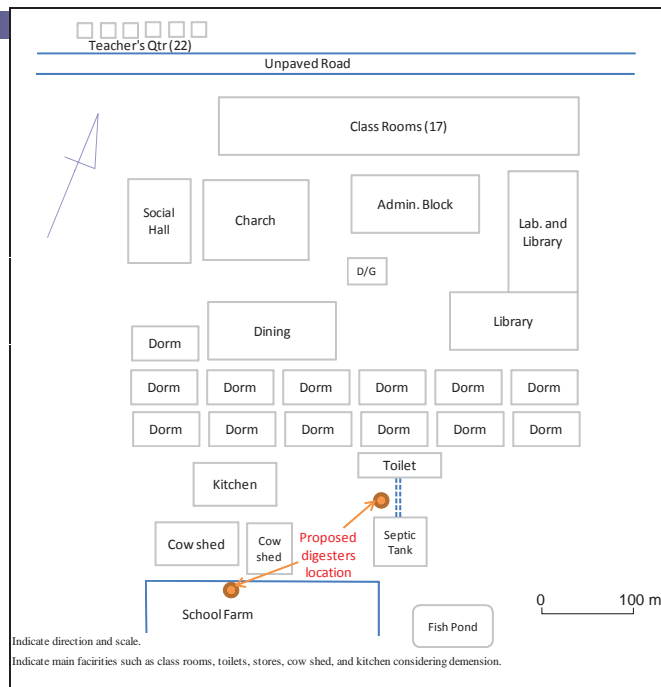 Teacher's Qtr (22)
Unpaved Road
Class Rooms (17)
Social
Hall
Charch
Admin. Block
Lab. and
Library
D/G
Library
Dining
Dorm
Dorm
Dorm
Dorm
Dorm
Dorm
Dorm
Dorm
Dorm
Dorm
Dorm
Dorm
Dorm
Toilet
Kitchen
Proposed
digesters
location
Cow shed
Cow
shed
Septic
Tank
School Farm
0 100 m
Fish Pond
Indicate direction and scale.
Indicate main facirities such as class rooms, toilets, stores, cow shed, and kitchen considering demension.